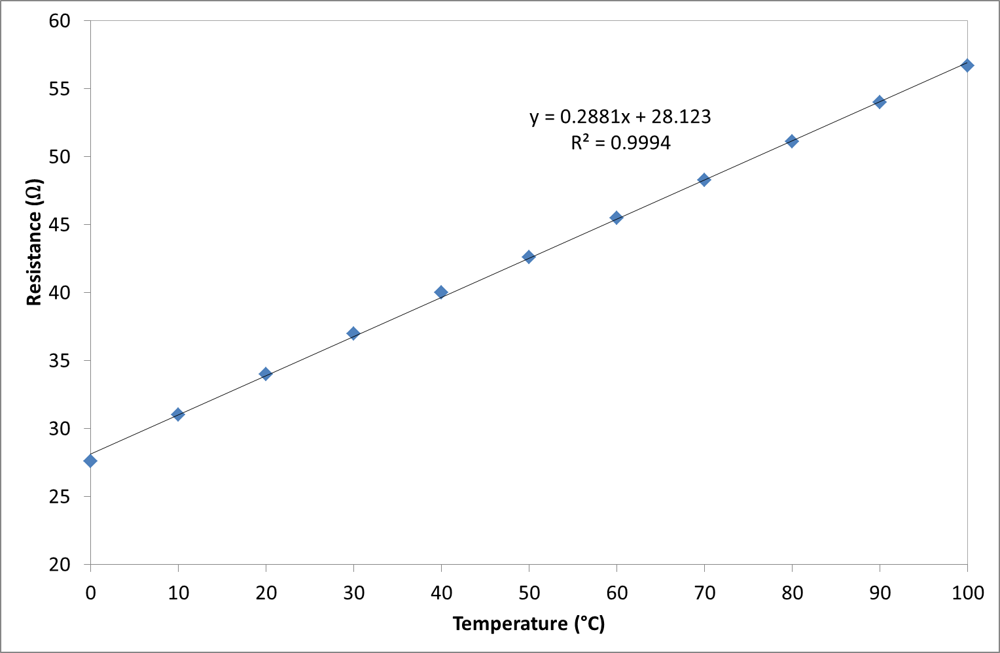 60
55
50
45
40
35
30
25
20
Resistance (Ω)
y = 0.2881x + 28.123
R² = 0.9994
0 10 20 30 40 50 60 70 80 90 100
Temperature (°C)